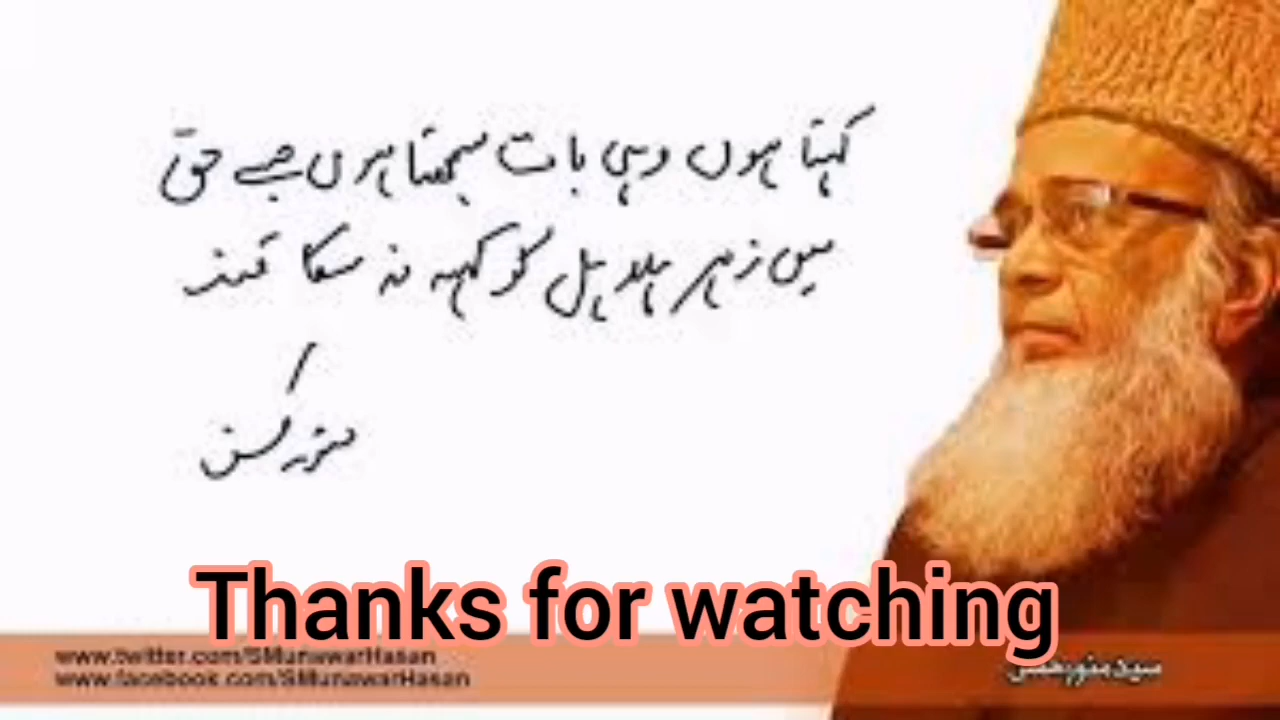 کہتا ہوں وہی بات سمجھتا ہوں جسے حق
میں زہر ہلاہل کو کہہ نہ سکا قند
منور حسن
Thanks for watching
www.twitter.com/SMunawarHasan
www.facebook.com/SMunawarHasan
سید منور حسن